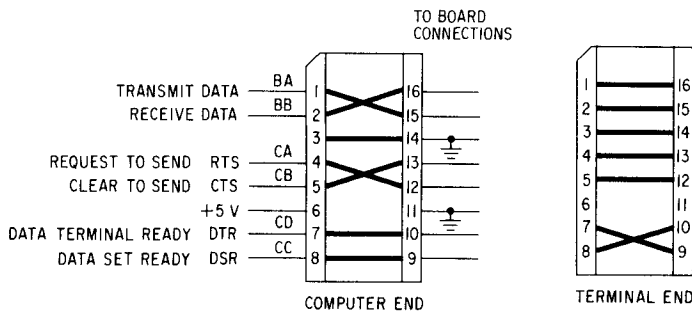 TO BOARD
CONNECTIONS
TRANSMIT DATA BA 1 16
RECEIVE DATA BB 2 15
3 14
REQUEST TO SEND RTS CA 4 13
CLEAR TO SEND CTS CB 5 12
+5 V 6 11
DATA TERMINAL READY DTR CD 7 10
DATA SET READY DSR CC 8 9
COMPUTER END
1 16
2 15
3 14
4 13
5 12
6 11
7 10
8 9
TERMINAL END